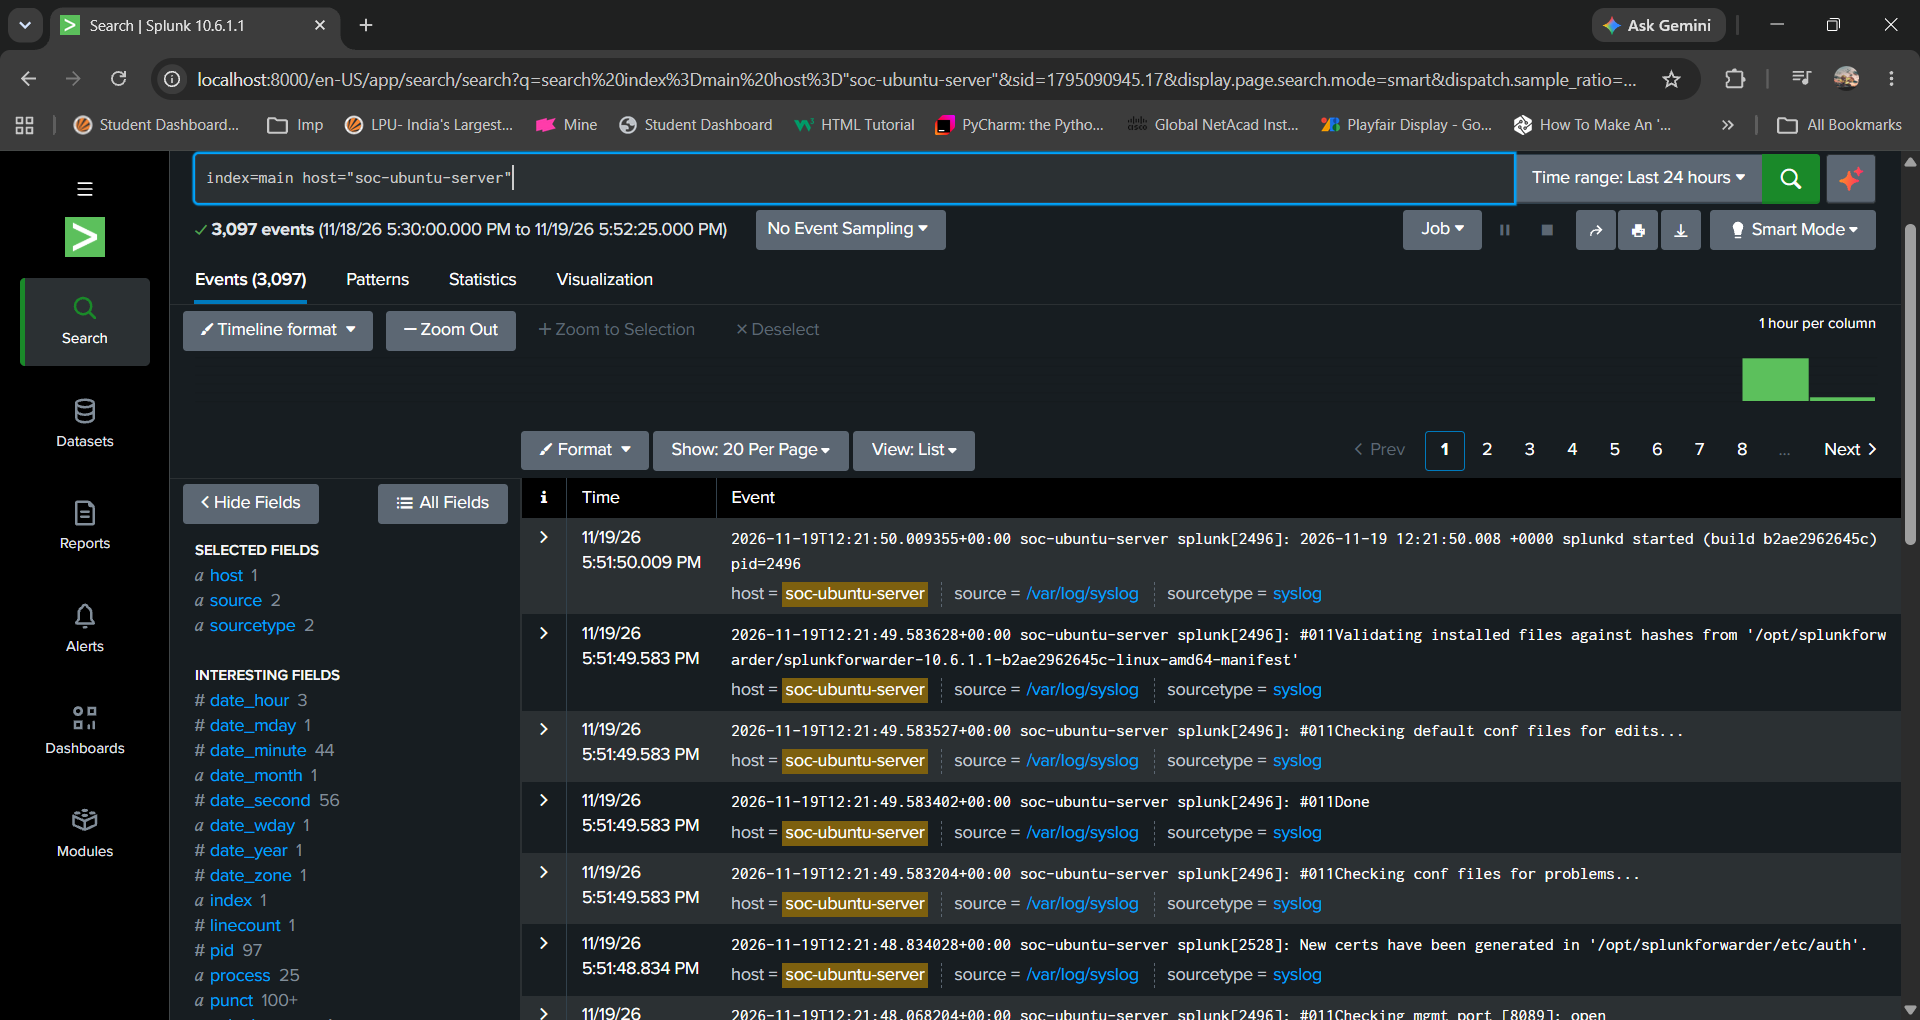 Search | Splunk 10.6.1.1
Ask Gemini
localhost:8000/en-US/app/search/search?q=search%20index%3Dmain%20host%3D"soc-ubuntu-server"&sid=1795090945.17&display.page.search.mode=smart&dispatch.sample_ratio=...
Student Dashboard...
Imp
LPU- India's Largest...
Mine
Student Dashboard
HTML Tutorial
PyCharm: the Pytho...
Global NetAcad Inst...
Playfair Display - Go...
How To Make An '...
All Bookmarks
index=main host="soc-ubuntu-server"
Time range: Last 24 hours
3,097 events (11/18/26 5:30:00.000 PM to 11/19/26 5:52:25.000 PM)
No Event Sampling
Job
Smart Mode
Events (3,097)
Patterns
Statistics
Visualization
Timeline format
— Zoom Out
+ Zoom to Selection
× Deselect
1 hour per column
Format
Show: 20 Per Page
View: List
< Prev
1
2
3
4
5
6
7
8
...
Next >
Search
Datasets
Reports
Alerts
Dashboards
Modules
< Hide Fields
All Fields
SELECTED FIELDS
a host 1
a source 2
a sourcetype 2
INTERESTING FIELDS
# date_hour 3
# date_mday 1
# date_minute 44
a date_month 1
# date_second 56
a date_wday 1
# date_year 1
# date_zone 1
a index 1
# linecount 1
# pid 97
a process 25
a punct 100+
i
Time
Event
11/19/26
5:51:50.009 PM
2026-11-19T12:21:50.009355+00:00 soc-ubuntu-server splunk[2496]: 2026-11-19 12:21:50.008 +0000 splunkd started (build b2ae2962645c)
pid=2496
host = soc-ubuntu-server source = /var/log/syslog sourcetype = syslog
11/19/26
5:51:49.583 PM
2026-11-19T12:21:49.583628+00:00 soc-ubuntu-server splunk[2496]: #011Validating installed files against hashes from '/opt/splunkforw
arder/splunkforwarder-10.6.1.1-b2ae2962645c-linux-amd64-manifest'
host = soc-ubuntu-server source = /var/log/syslog sourcetype = syslog
11/19/26
5:51:49.583 PM
2026-11-19T12:21:49.583527+00:00 soc-ubuntu-server splunk[2496]: #011Checking default conf files for edits...
host = soc-ubuntu-server source = /var/log/syslog sourcetype = syslog
11/19/26
5:51:49.583 PM
2026-11-19T12:21:49.583402+00:00 soc-ubuntu-server splunk[2496]: #011Done
host = soc-ubuntu-server source = /var/log/syslog sourcetype = syslog
11/19/26
5:51:49.583 PM
2026-11-19T12:21:49.583204+00:00 soc-ubuntu-server splunk[2496]: #011Checking conf files for problems...
host = soc-ubuntu-server source = /var/log/syslog sourcetype = syslog
11/19/26
5:51:48.834 PM
2026-11-19T12:21:48.834028+00:00 soc-ubuntu-server splunk[2528]: New certs have been generated in '/opt/splunkforwarder/etc/auth'.
host = soc-ubuntu-server source = /var/log/syslog sourcetype = syslog
11/19/26
2026-11-19T12:21:48.068204+00:00 soc-ubuntu-server splunk[2496]: #011Checking mgmt port [8089]: open